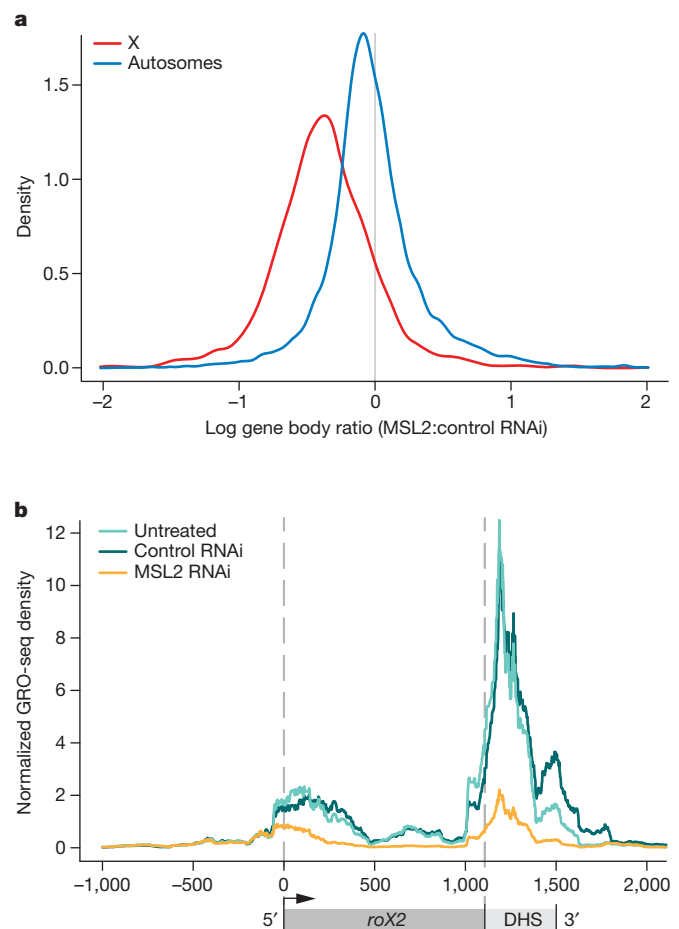 a
X
Autosomes
Density
1.5
1.0
0.5
0.0
−2
−1
0
1
2
Log gene body ratio (MSL2:control RNAi)
b
Untreated
Control RNAi
MSL2 RNAi
Normalized GRO-seq density
12
10
8
6
4
2
0
−1,000
−500
0
500
1,000
1,500
2,000
5′ roX2 DHS 3′